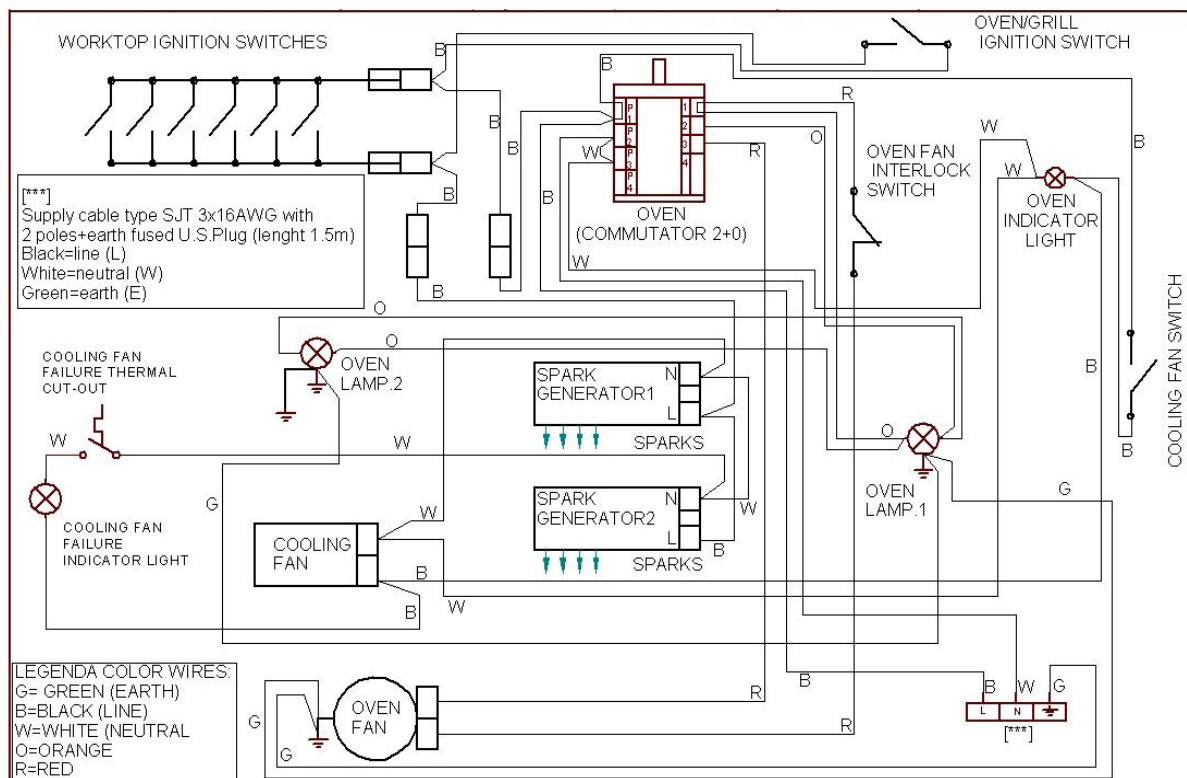 WORKTOP IGNITION SWITCHES
OVEN/GRILL
IGNITION SWITCH
B
B
R
B
B
B
P
1
P
2
P
3
P
4
1
2
3
4
O
W
W
W
B
OVEN FAN
INTERLOCK
SWITCH
OVEN
INDICATOR
LIGHT
OVEN
(COMMUTATOR 2+0)
R
B
B
W
[***]
Supply cable type SJT 3x16AWG with
2 poles+earth fused U.S.Plug (lenght 1.5m)
Black=line (L)
White=neutral (W)
Green=earth (E)
B
O
O
COOLING FAN SWITCH
COOLING FAN
FAILURE THERMAL
CUT-OUT
OVEN
LAMP.2
SPARK
GENERATOR1
N
L
SPARKS
B
O
B
W
W
OVEN
LAMP.1
G
G
SPARK
GENERATOR2
N
L
SPARKS
W
B
W
COOLING FAN
FAILURE
INDICATOR LIGHT
COOLING
FAN
B
B
W
LEGENDA COLOR WIRES:
G= GREEN (EARTH)
B=BLACK (LINE)
W=WHITE (NEUTRAL
O=ORANGE
R=RED
OVEN
FAN
G
G
R
R
B
B
W
G
L
N
[***]